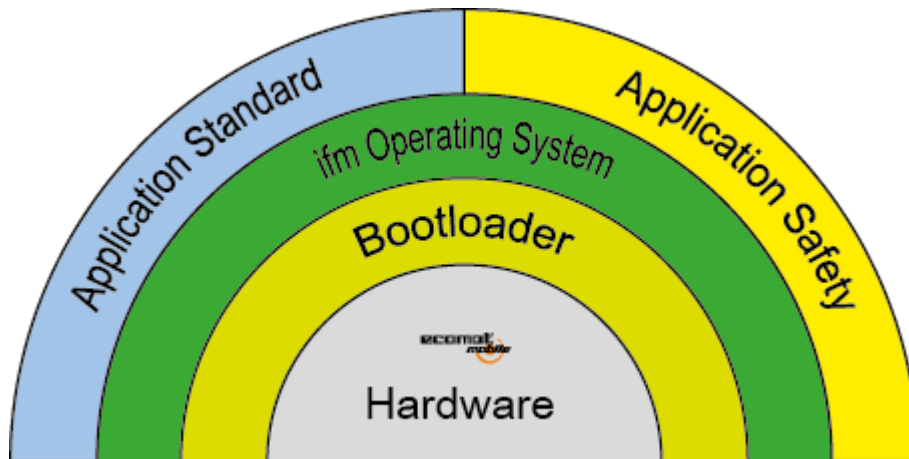 Application Standard
Application Safety
ifm Operating System
Bootloader
ecomat
mobile
Hardware